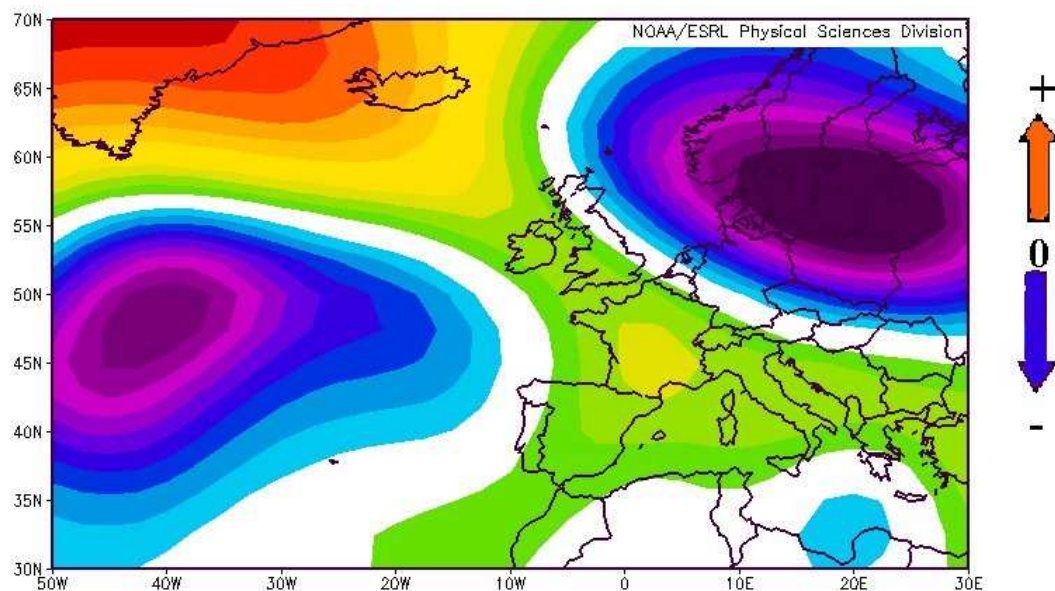 NOAA/ESRL Physical Sciences Division
70N
65N
60N
55N
50N
45N
40N
35N
30N
50W 40W 30W 20W 10W 0 10E 20E 30E
+
0
-